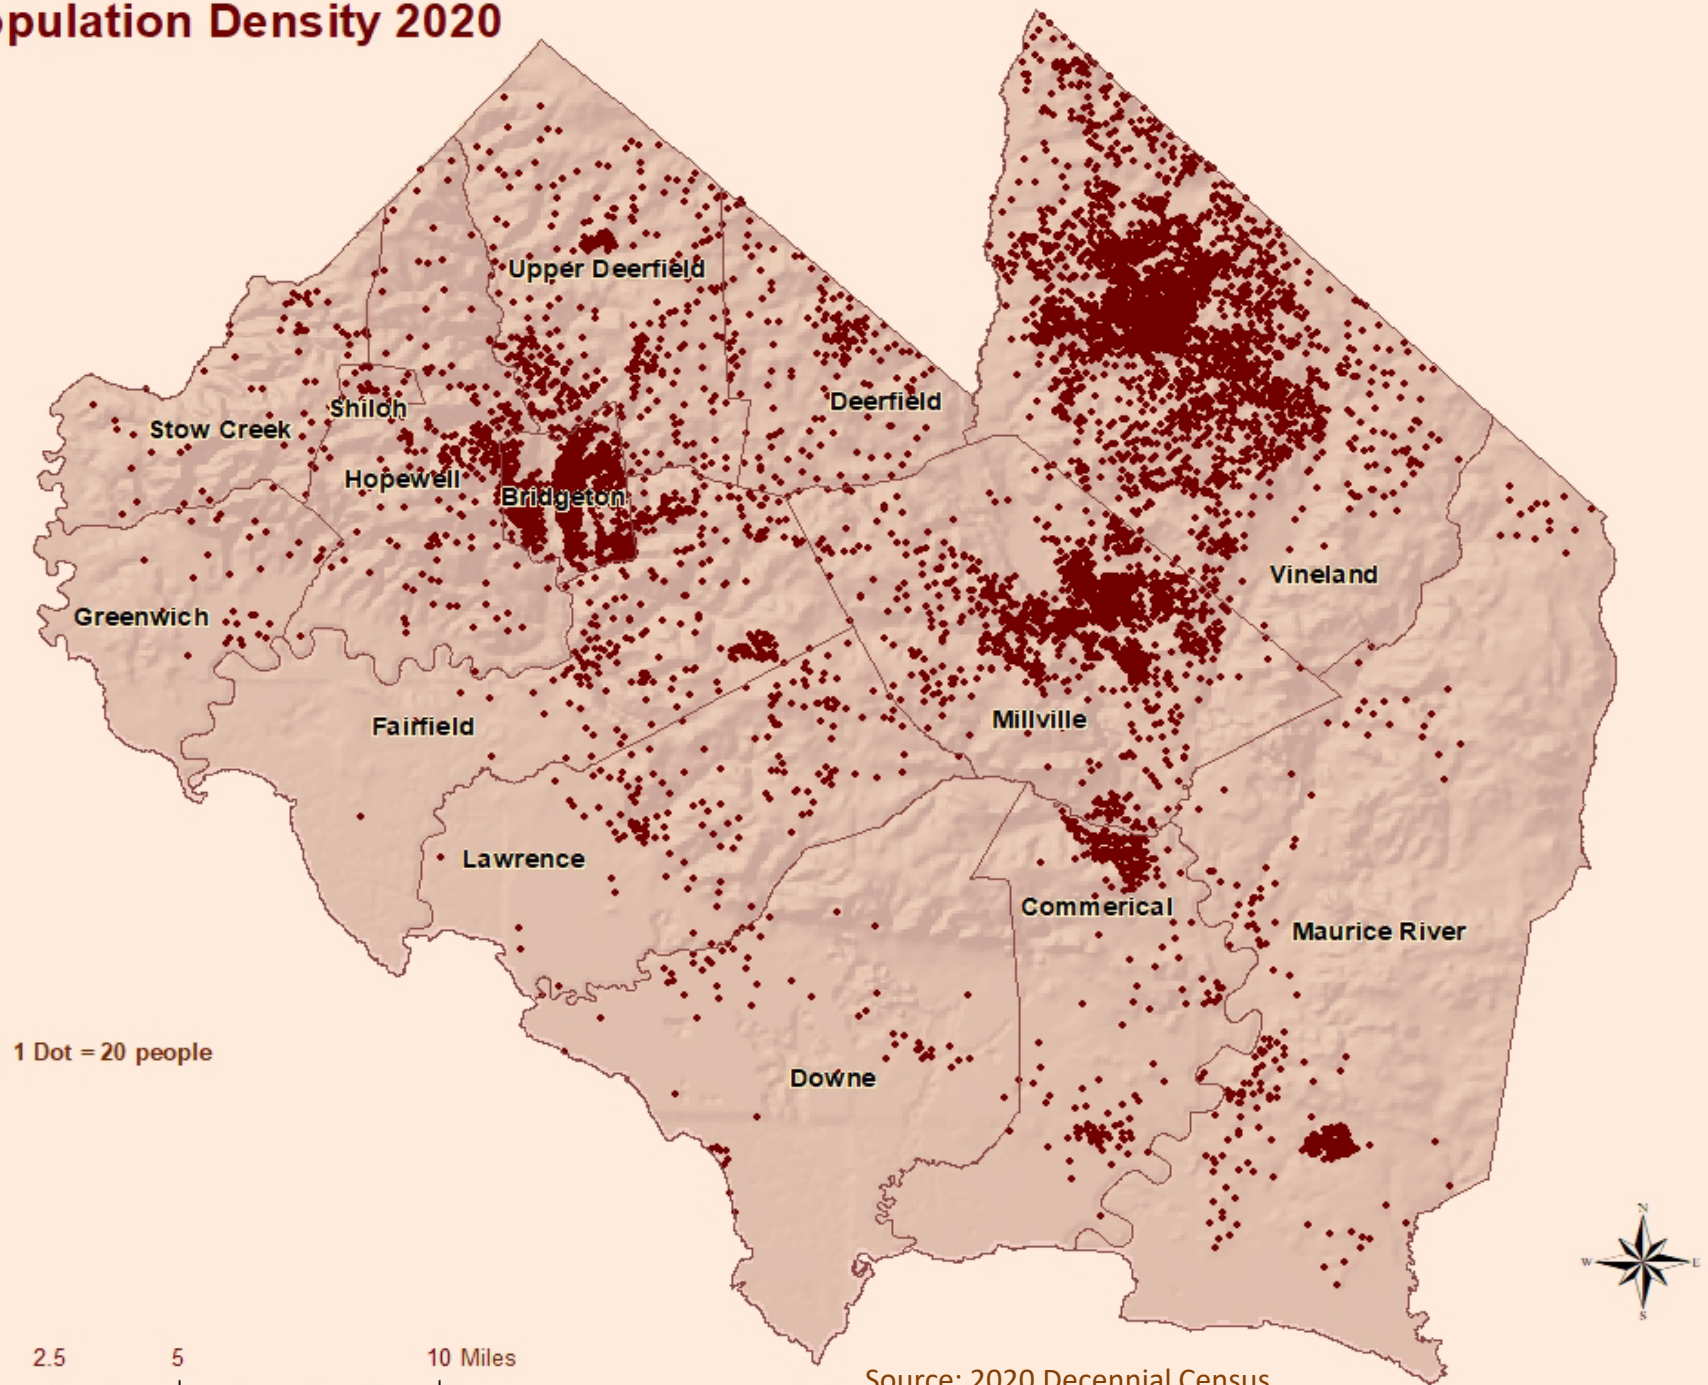 opulation Density 2020
Upper Deerfield
Deerfield
Shiloh
Stow Creek
Hopewell
Bridgeton
Vineland
Greenwich
Millville
Fairfield
Lawrence
Commerical
Maurice River
1 Dot = 20 people
Downe
N
W E
S
2.5 5 10 Miles
Source: 2020 Decennial Census